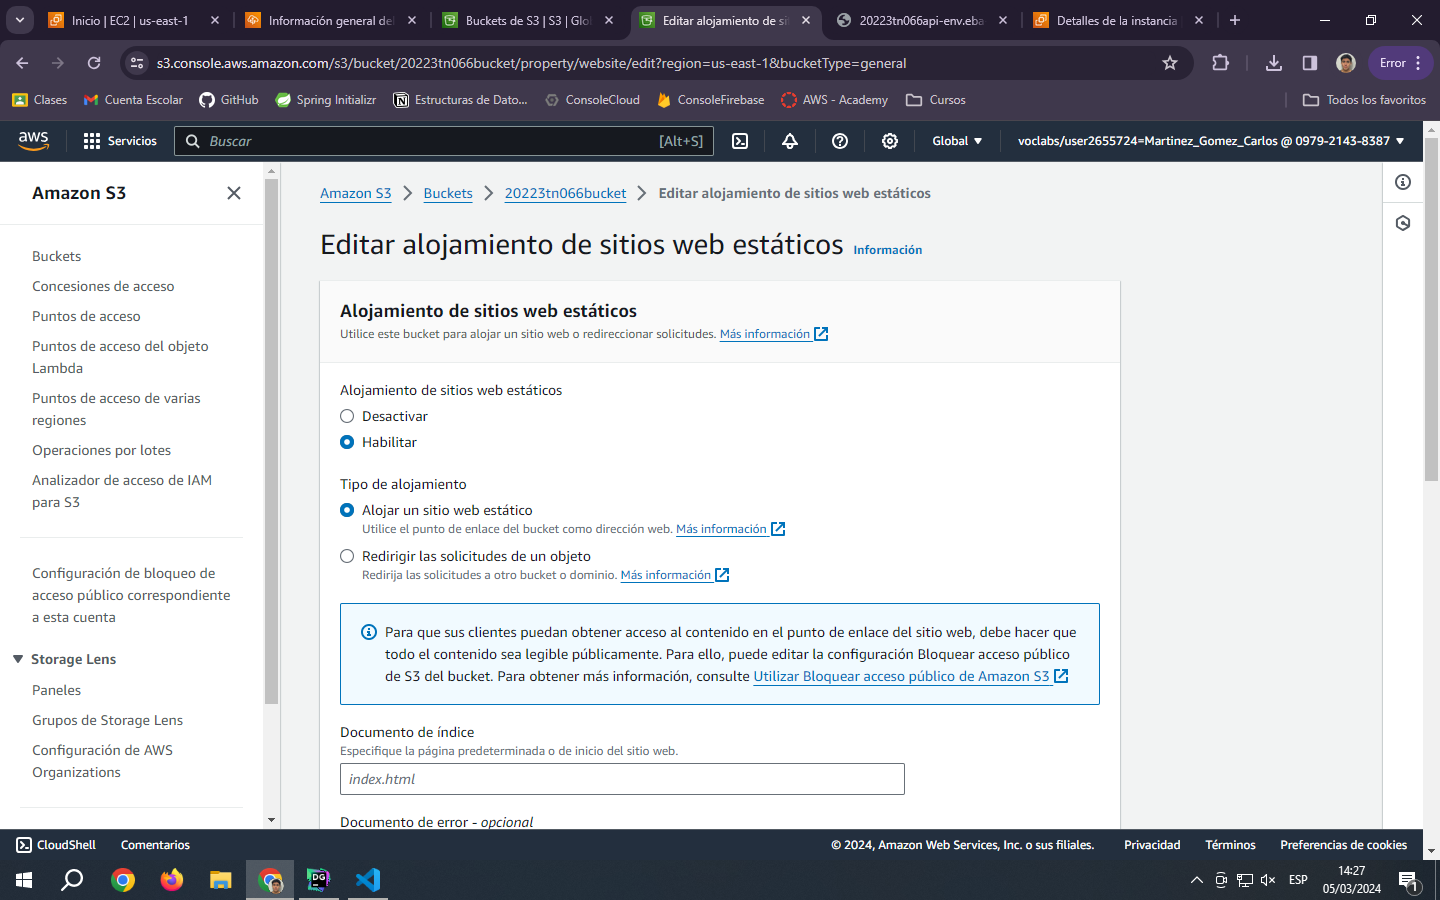 Inicio | EC2 | us-east-1
Información general del
Buckets de S3 | S3 | Glo
Editar alojamiento de si
20223tn066api-env.eba
Detalles de la instancia
s3.console.aws.amazon.com/s3/bucket/20223tn066bucket/property/website/edit?region=us-east-1&bucketType=general
Error
Clases
Cuenta Escolar
GitHub
Spring Initializr
Estructuras de Dato...
ConsoleCloud
ConsoleFirebase
AWS - Academy
Cursos
Todos los favoritos
aws
Servicios
Buscar
[Alt+S]
Global
voclabs/user2655724=Martinez_Gomez_Carlos @ 0979-2143-8387
Amazon S3
Buckets
Concesiones de acceso
Puntos de acceso
Puntos de acceso del objeto
Lambda
Puntos de acceso de varias
regiones
Operaciones por lotes
Analizador de acceso de IAM
para S3
Configuración de bloqueo de
acceso público correspondiente
a esta cuenta
Storage Lens
Paneles
Grupos de Storage Lens
Configuración de AWS
Organizations
Amazon S3 > Buckets > 20223tn066bucket > Editar alojamiento de sitios web estáticos
Editar alojamiento de sitios web estáticos Información
Alojamiento de sitios web estáticos
Utilice este bucket para alojar un sitio web o redireccionar solicitudes. Más información
Alojamiento de sitios web estáticos
Desactivar
Habilitar
Tipo de alojamiento
Alojar un sitio web estático
Utilice el punto de enlace del bucket como dirección web. Más información
Redirigir las solicitudes de un objeto
Redirija las solicitudes a otro bucket o dominio. Más información
Para que sus clientes puedan obtener acceso al contenido en el punto de enlace del sitio web, debe hacer que
todo el contenido sea legible públicamente. Para ello, puede editar la configuración Bloquear acceso público
de S3 del bucket. Para obtener más información, consulte Utilizar Bloquear acceso público de Amazon S3
Documento de índice
Especifique la página predeterminada o de inicio del sitio web.
index.html
Documento de error - opcional
CloudShell
Comentarios
© 2024, Amazon Web Services, Inc. o sus filiales.
Privacidad
Términos
Preferencias de cookies
DG
ESP
14:27
05/03/2024
1